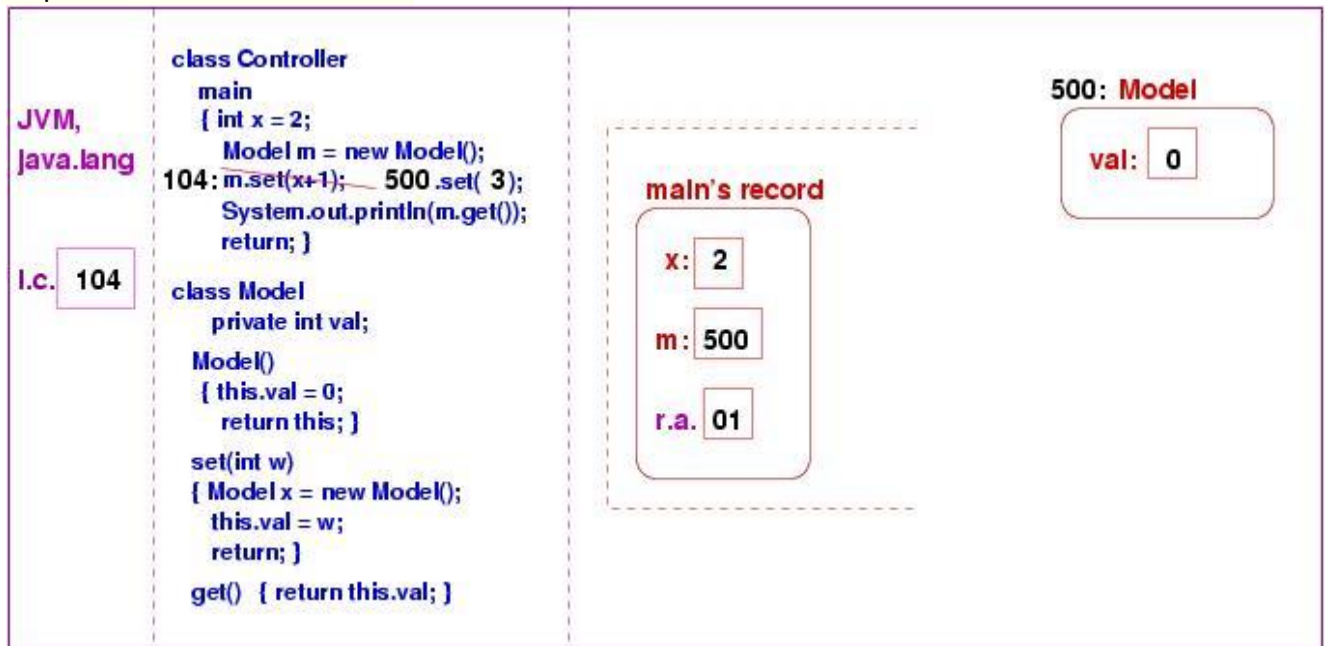 JVM,
java.lang
I.c. 104
class Controller
main
{ int x = 2;
Model m = new Model();
104: m.set(x+1); 500 .set( 3);
System.out.println(m.get());
return; }
class Model
private int val;
Model()
{ this.val = 0;
return this; }
set(int w)
{ Model x = new Model();
this.val = w;
return; }
get() { return this.val; }
main's record
x: 2
m: 500
r.a. 01
500: Model
val: 0